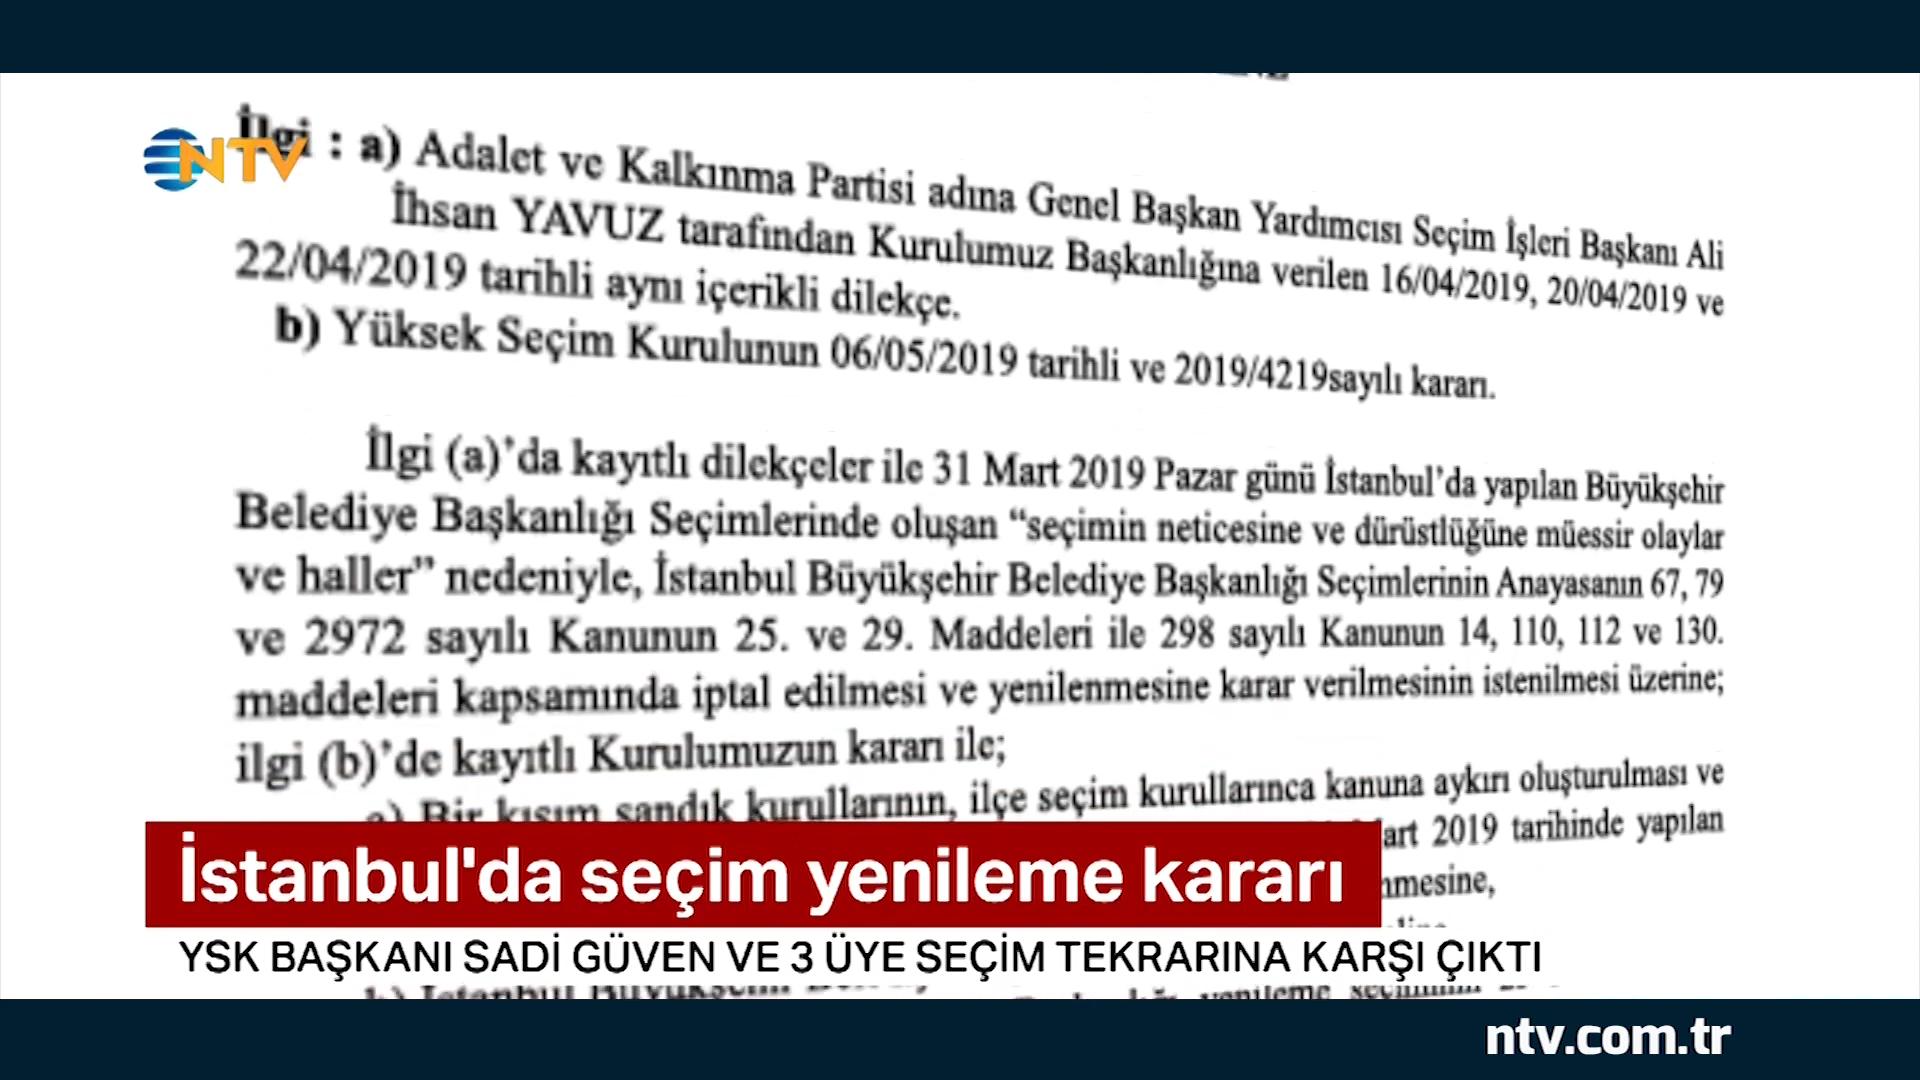 İlgi : a) Adalet ve Kalkınma Partisi adına Genel Başkan Yardımcısı Seçim İşleri Başkanı Ali
NTV
İhsan YAVUZ tarafından Kurulumuz Başkanlığına verilen 16/04/2019, 20/04/2019 ve
22/04/2019 tarihli aynı içerikli dilekçe.
b) Yüksek Seçim Kurulunun 06/05/2019 tarihli ve 2019/4219sayılı kararı.
İlgi (a)'da kayıtlı dilekçeler ile 31 Mart 2019 Pazar günü İstanbul'da yapılan Büyükşehir
Belediye Başkanlığı Seçimlerinde oluşan “seçimin neticesine ve dürüstlüğüne müessir olaylar
ve haller” nedeniyle, İstanbul Büyükşehir Belediye Başkanlığı Seçimlerinin Anayasanın 67, 79
ve 2972 sayılı Kanunun 25. ve 29. Maddeleri ile 298 sayılı Kanunun 14, 110, 112 ve 130.
maddeleri kapsamında iptal edilmesi ve yenilenmesine karar verilmesinin istenilmesi üzerine;
ilgi (b)'de kayıtlı Kurulumuzun kararı ile;
Bir kısım sandık kurullarının, ilçe seçim kurullarınca kanuna aykırı oluşturulması ve
2019 tarihinde yapılan
İstanbul'da seçim yenileme kararı
YSK BAŞKANI SADİ GÜVEN VE 3 ÜYE SEÇİM TEKRARINA KARŞI ÇIKTI
ntv.com.tr